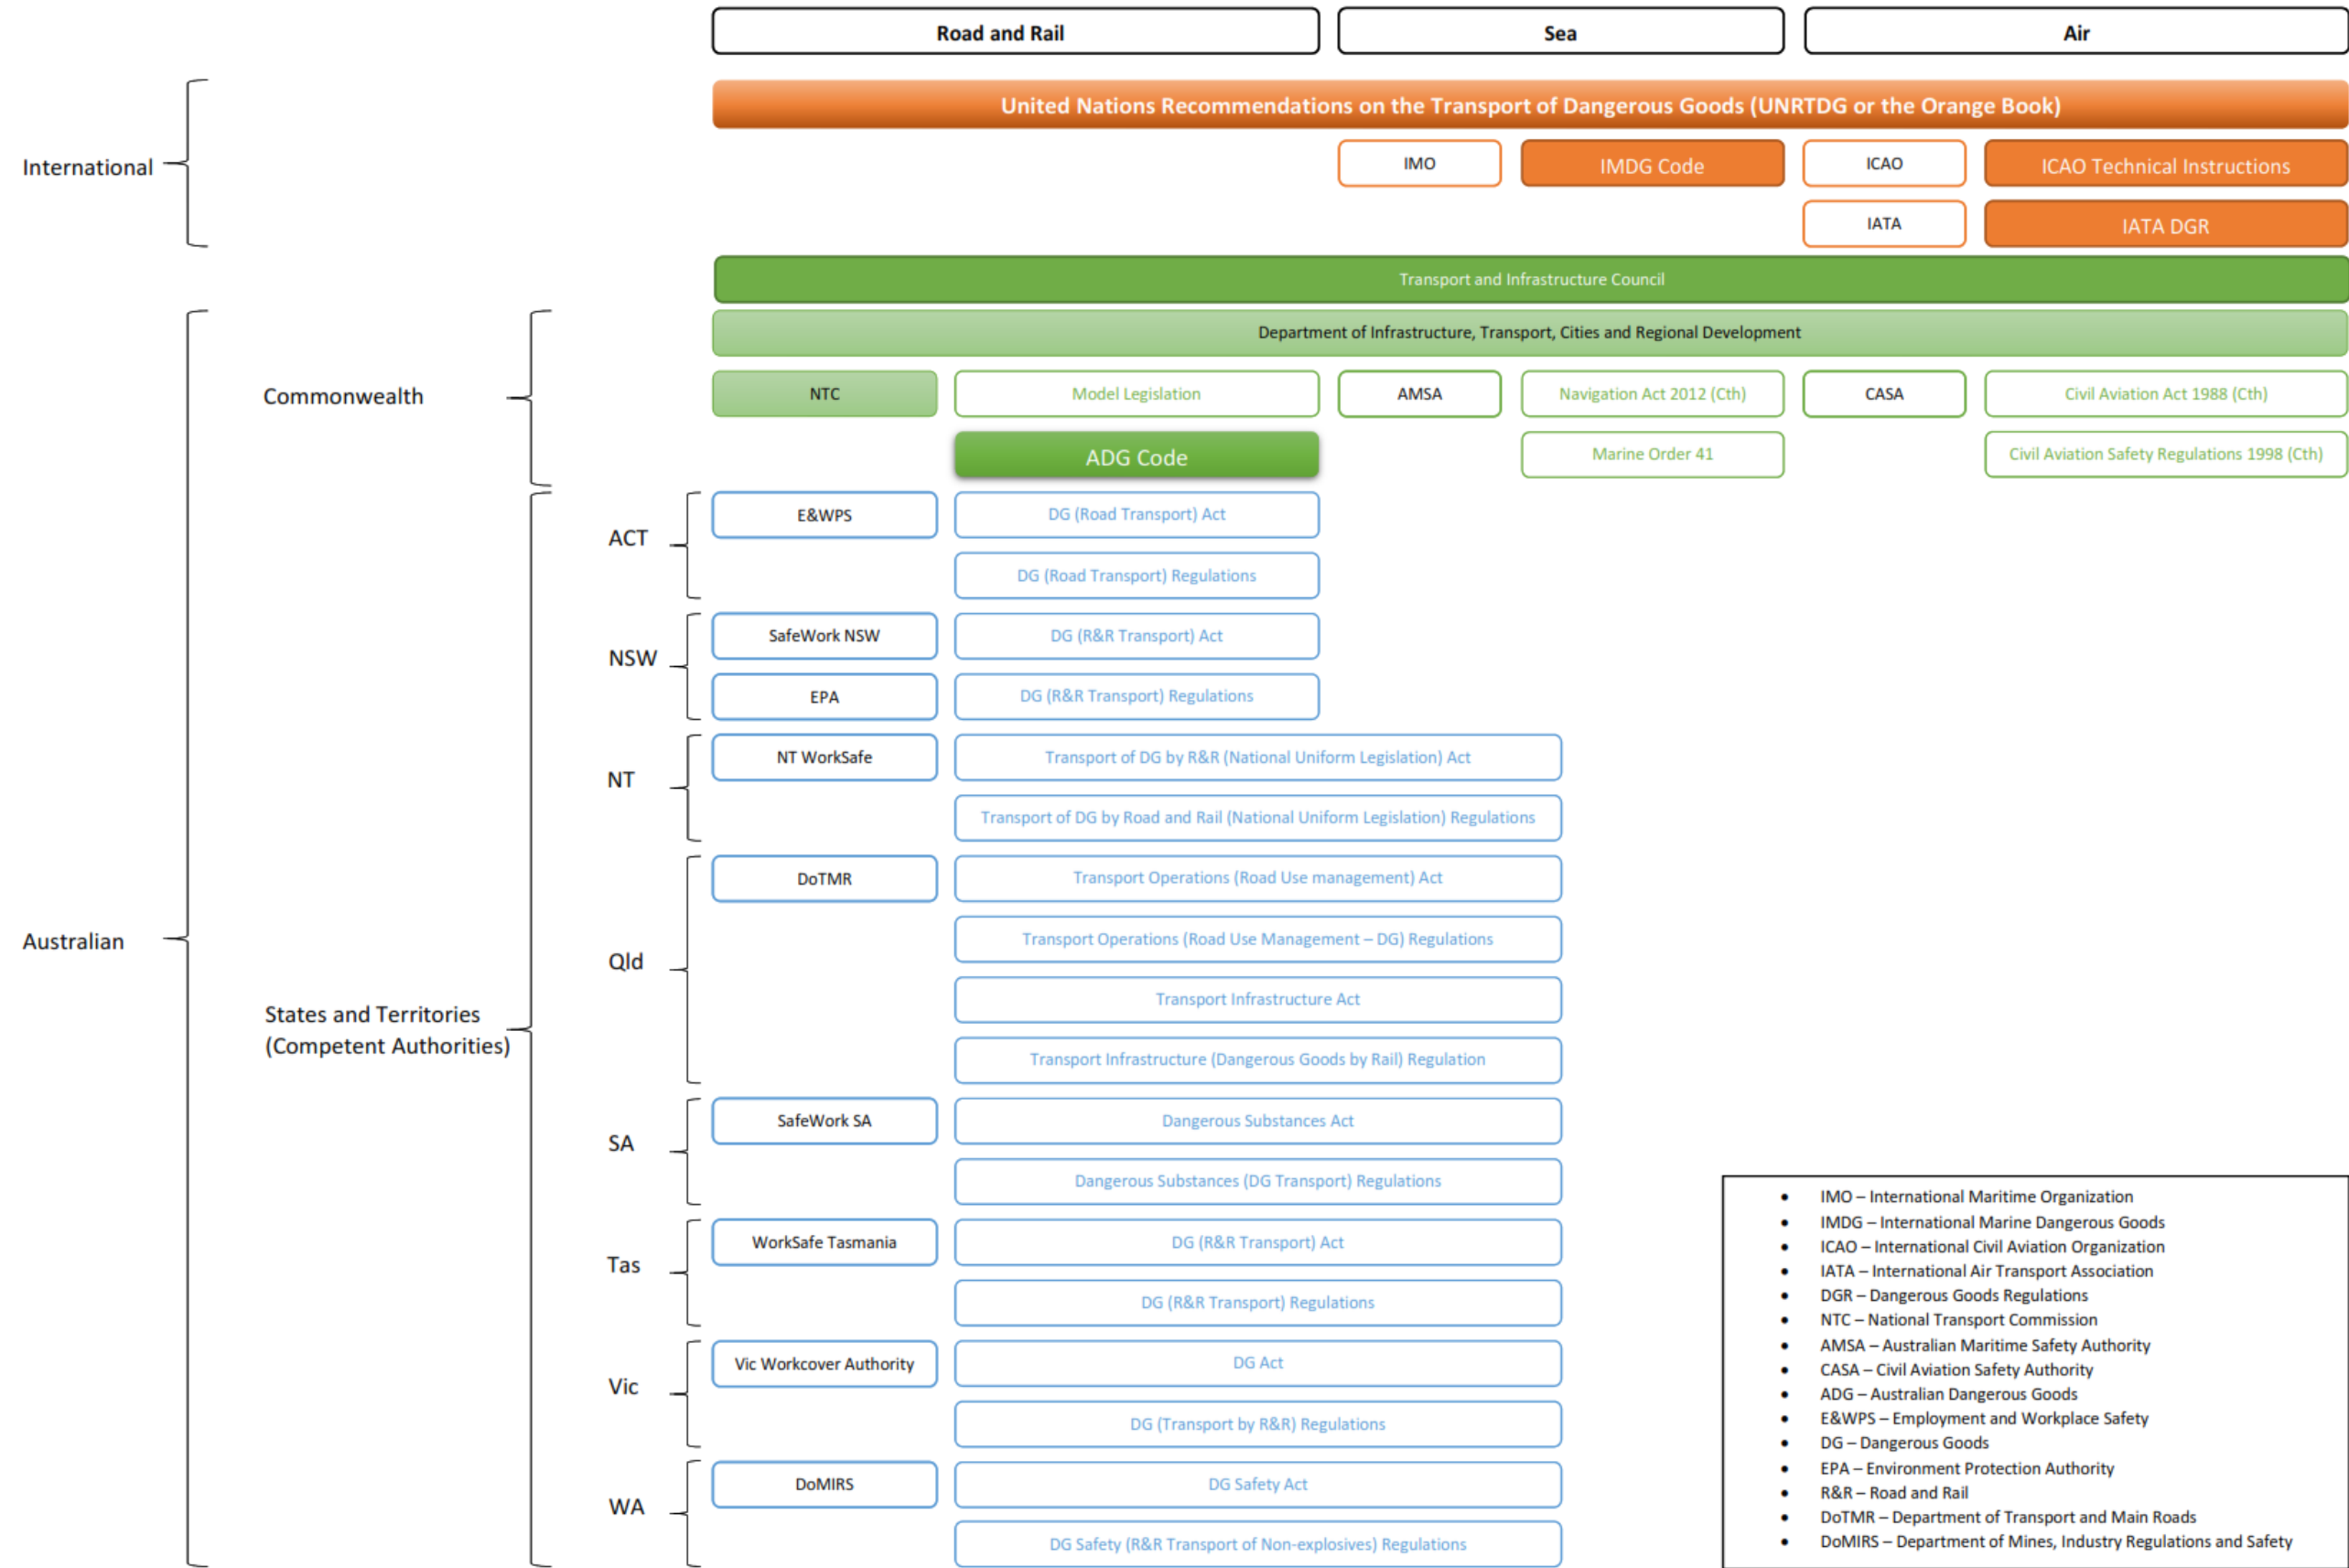 Road and Rail
Sea
Air
United Nations Recommendations on the Transport of Dangerous Goods (UNRTDG or the Orange Book)
International
IMO
IMDG Code
ICAO
ICAO Technical Instructions
IATA
IATA DGR
Transport and Infrastructure Council
Department of Infrastructure, Transport, Cities and Regional Development
Australian
Commonwealth
NTC
Model Legislation
AMSA
Navigation Act 2012 (Cth)
CASA
Civil Aviation Act 1988 (Cth)
ADG Code
Marine Order 41
Civil Aviation Safety Regulations 1998 (Cth)
States and Territories
(Competent Authorities)
ACT
E&WPS
DG (Road Transport) Act
DG (Road Transport) Regulations
NSW
SafeWork NSW
DG (R&R Transport) Act
EPA
DG (R&R Transport) Regulations
NT
NT WorkSafe
Transport of DG by R&R (National Uniform Legislation) Act
Transport of DG by Road and Rail (National Uniform Legislation) Regulations
Qld
DoTMR
Transport Operations (Road Use management) Act
Transport Operations (Road Use Management – DG) Regulations
Transport Infrastructure Act
Transport Infrastructure (Dangerous Goods by Rail) Regulation
SA
SafeWork SA
Dangerous Substances Act
Dangerous Substances (DG Transport) Regulations
Tas
WorkSafe Tasmania
DG (R&R Transport) Act
DG (R&R Transport) Regulations
Vic
Vic Workcover Authority
DG Act
DG (Transport by R&R) Regulations
WA
DoMIRS
DG Safety Act
DG Safety (R&R Transport of Non-explosives) Regulations
• IMO – International Maritime Organization
• IMDG – International Marine Dangerous Goods
• ICAO – International Civil Aviation Organization
• IATA – International Air Transport Association
• DGR – Dangerous Goods Regulations
• NTC – National Transport Commission
• AMSA – Australian Maritime Safety Authority
• CASA – Civil Aviation Safety Authority
• ADG – Australian Dangerous Goods
• E&WPS – Employment and Workplace Safety
• DG – Dangerous Goods
• EPA – Environment Protection Authority
• R&R – Road and Rail
• DoTMR – Department of Transport and Main Roads
• DoMIRS – Department of Mines, Industry Regulations and Safety